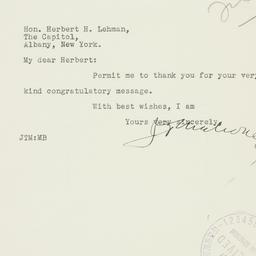 Hon. Herbert H. Lehman,
The Capitol,
Albany, New York.
My dear Herbert:
Permit me to thank you for your very
kind congratulatory message.
With best wishes, I am
Yours very sincerely,
JTM:MB